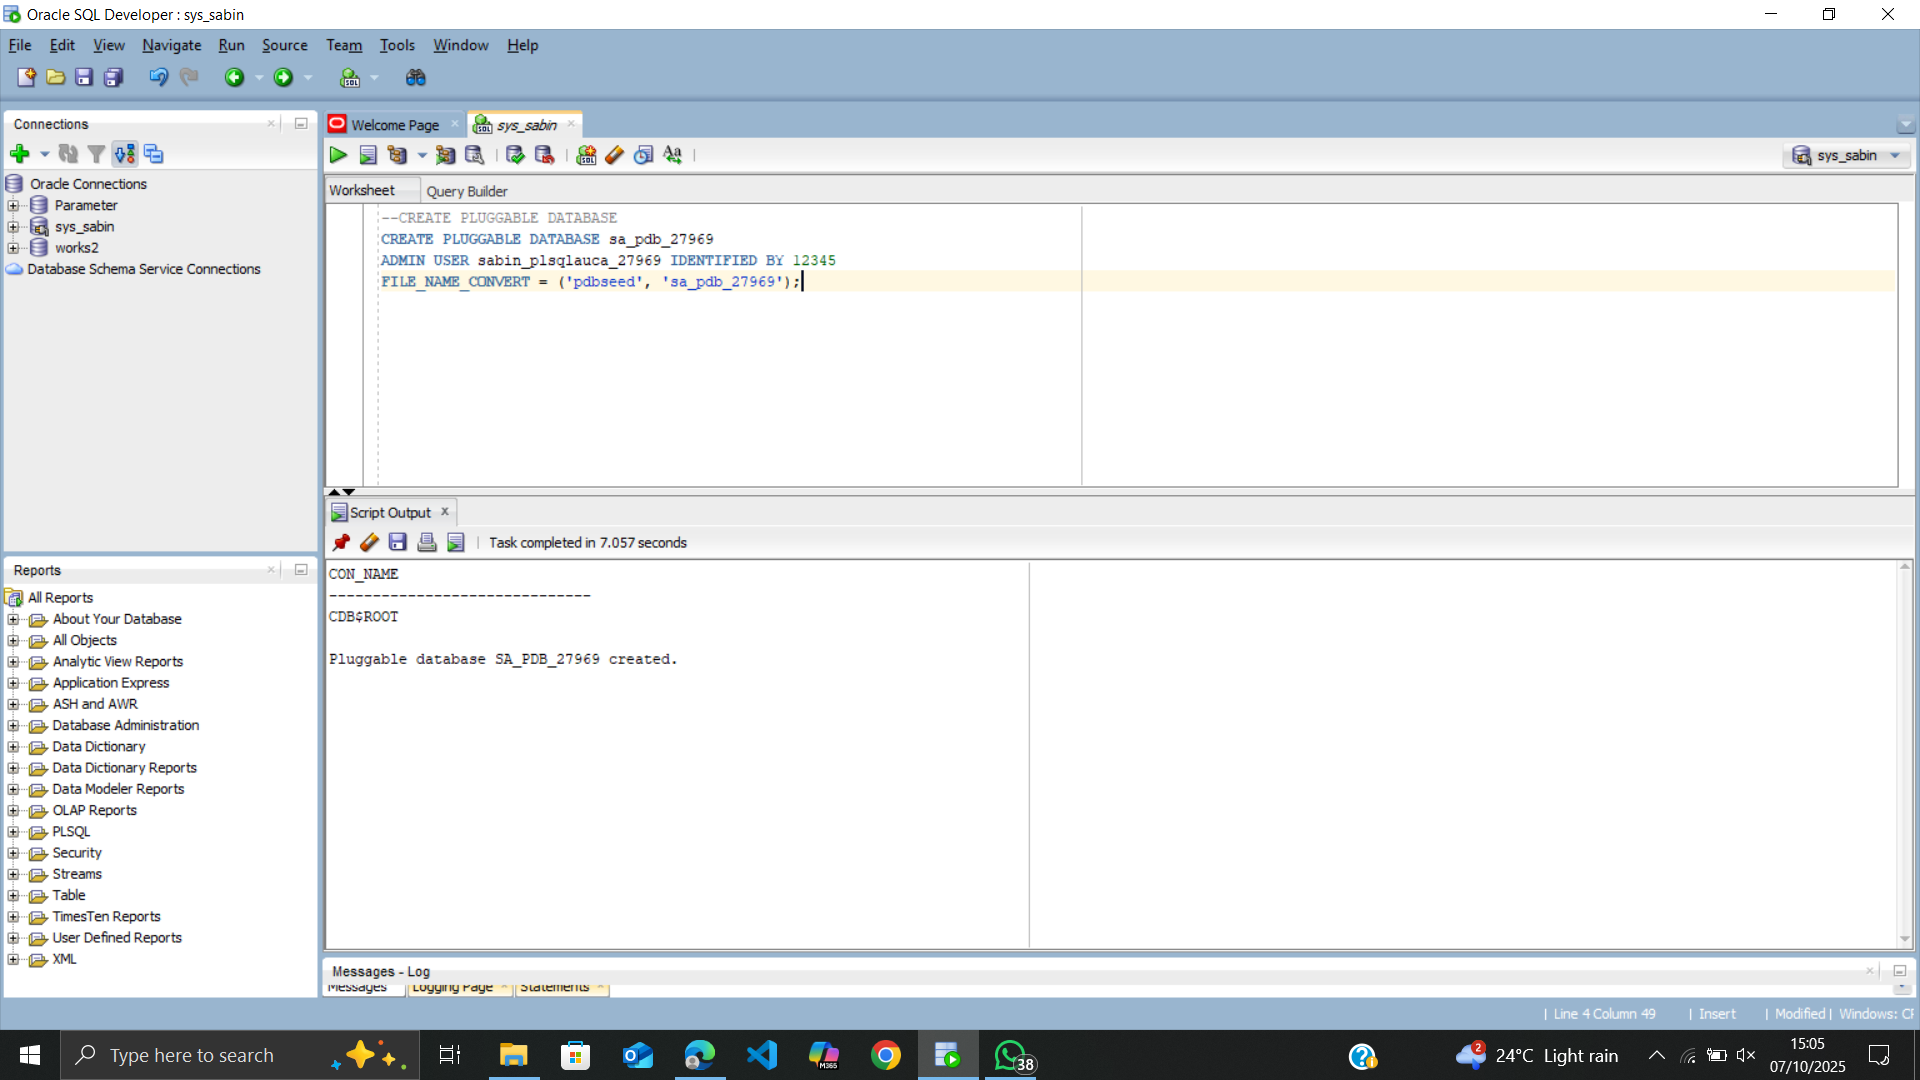 Oracle SQL Developer : sys_sabin
File Edit View Navigate Run Source Team Tools Window Help
Connections
Oracle Connections
Parameter
sys_sabin
works2
Database Schema Service Connections
Welcome Page
sys_sabin
sys_sabin
Worksheet
Query Builder
--CREATE PLUGGABLE DATABASE
CREATE PLUGGABLE DATABASE sa_pdb_27969
ADMIN USER sabin_plsqlauca_27969 IDENTIFIED BY 12345
FILE_NAME_CONVERT = ('pdbseed', 'sa_pdb_27969');
Script Output
Task completed in 7.057 seconds
CON_NAME
------------------------------
CDB$ROOT
Pluggable database SA_PDB_27969 created.
Reports
All Reports
About Your Database
All Objects
Analytic View Reports
Application Express
ASH and AWR
Database Administration
Data Dictionary
Data Dictionary Reports
Data Modeler Reports
OLAP Reports
PLSQL
Security
Streams
Table
TimesTen Reports
User Defined Reports
XML
Messages - Log
Messages
Logging Page
Statements
Line 4 Column 49 | Insert | Modified | Windows: CF
Type here to search
M365
38
2
24°C Light rain
15:05
07/10/2025